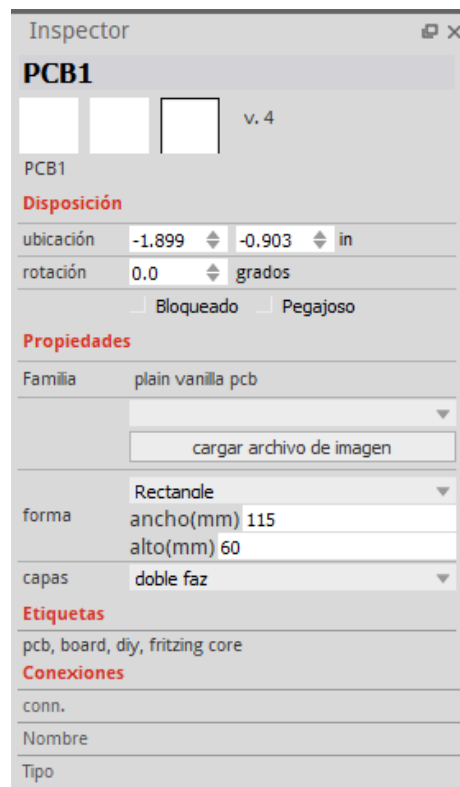 Inspector
PCB1
v. 4
PCB1
Disposición
ubicación -1.899 -0.903 in
rotación 0.0 grados
Bloqueado Pegajoso
Propiedades
Familia plain vanilla pcb
cargar archivo de imagen
Rectangle
forma ancho(mm) 115
alto(mm) 60
capas doble faz
Etiquetas
pcb, board, diy, fritzing core
Conexiones
conn.
Nombre
Tipo